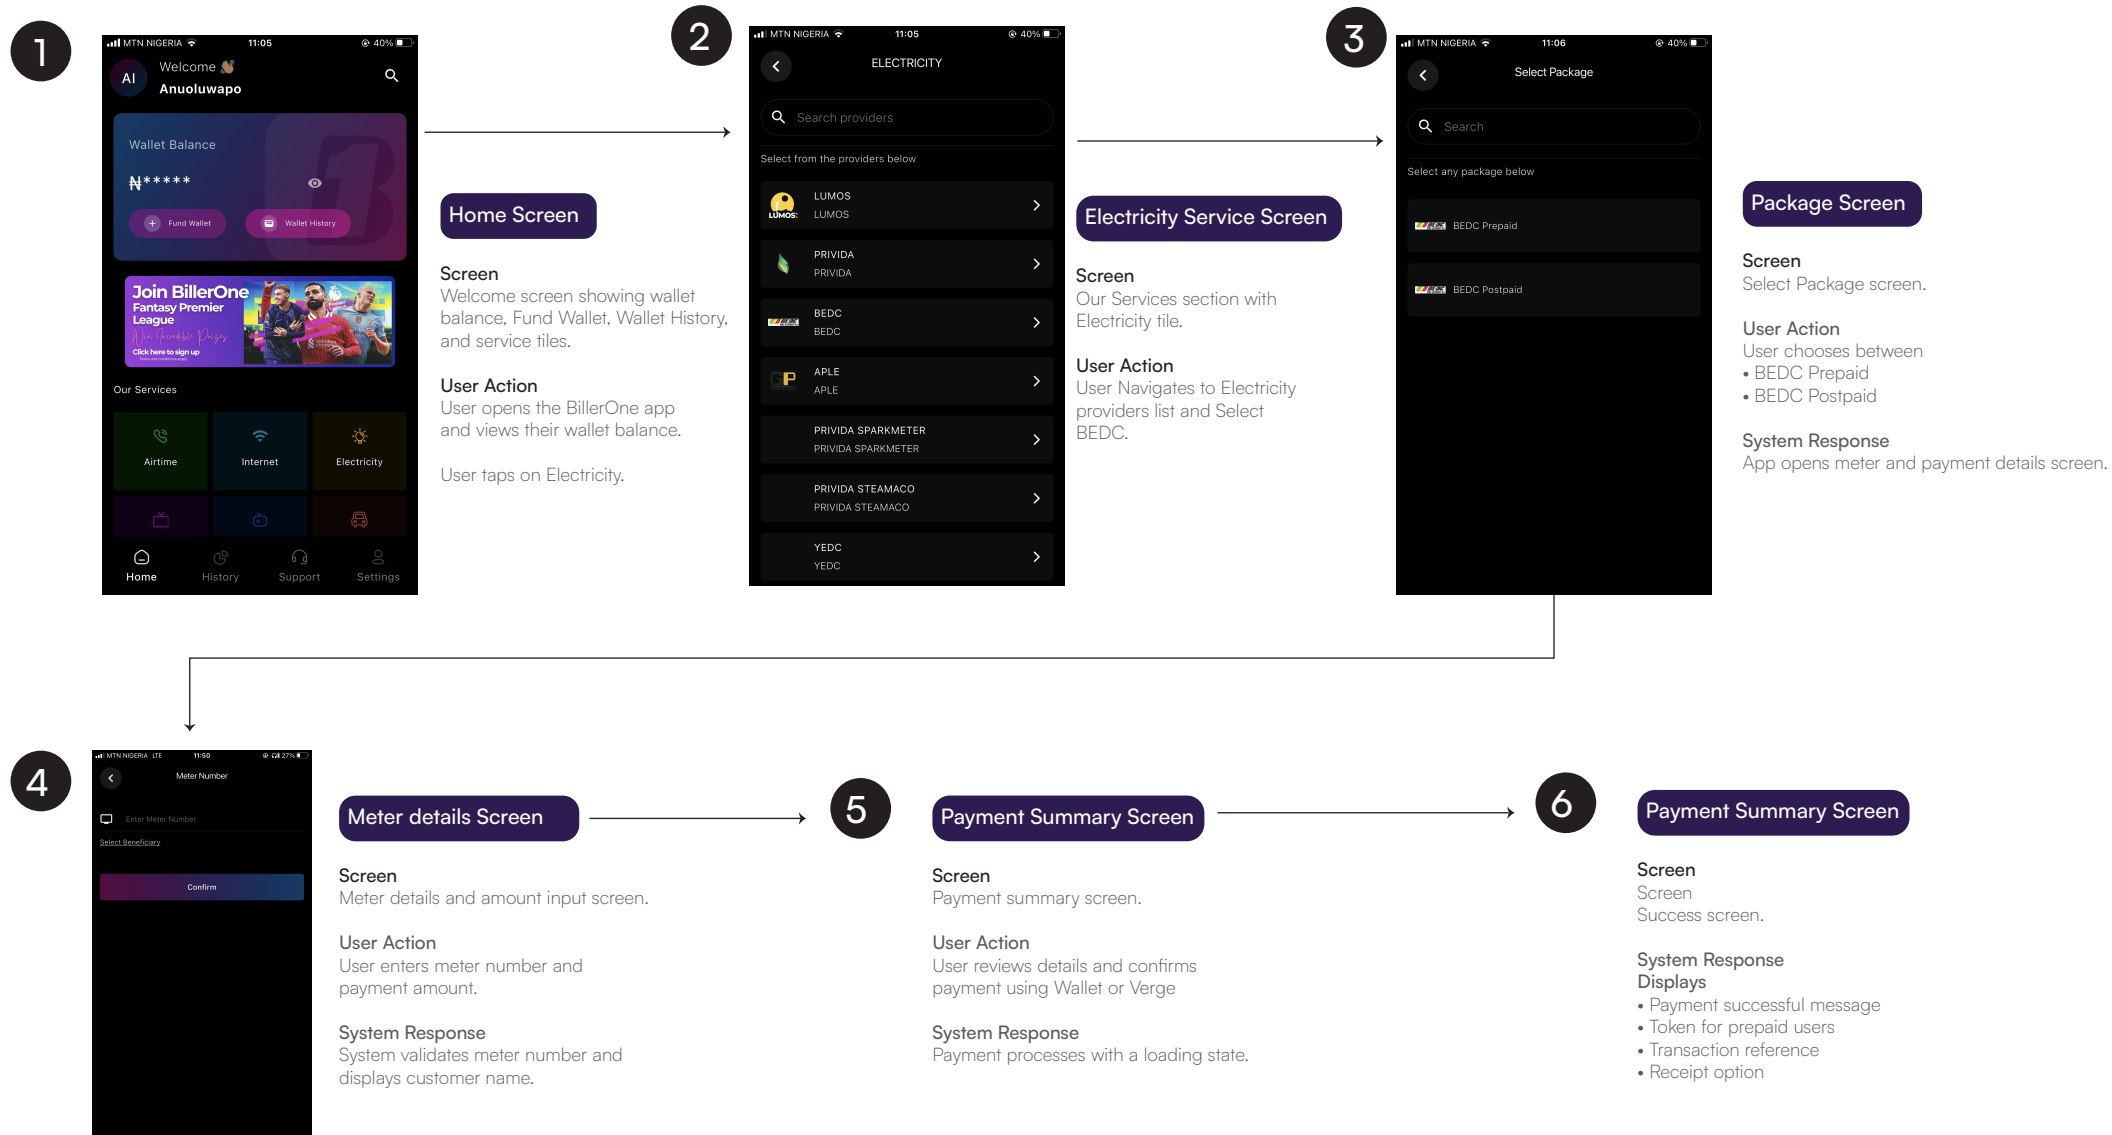 1
MTN NIGERIA
11:05
40%
AI
Welcome 👋🏽
Anuoluwapo
Wallet Balance
₦*****
Fund Wallet
Wallet History
Join BillerOne
Fantasy Premier
League
Win Incredible Prizes
Click here to sign up
Terms and conditions apply
Our Services
Airtime
Internet
Electricity
Home
History
Support
Settings
Home Screen
Screen
Welcome screen showing wallet
balance, Fund Wallet, Wallet History,
and service tiles.
User Action
User opens the BillerOne app
and views their wallet balance.
User taps on Electricity.
2
MTN NIGERIA
11:05
40%
ELECTRICITY
Search providers
Select from the providers below
LUMOS
LUMOS
LUMOS
PRIVIDA
PRIVIDA
BEDC
BEDC
GP
APLE
APLE
PRIVIDA SPARKMETER
PRIVIDA SPARKMETER
PRIVIDA STEAMACO
PRIVIDA STEAMACO
YEDC
YEDC
Electricity Service Screen
Screen
Our Services section with
Electricity tile.
User Action
User Navigates to Electricity
providers list and Select
BEDC.
3
MTN NIGERIA
11:06
40%
Select Package
Search
Select any package below
BEDC Prepaid
BEDC Postpaid
Package Screen
Screen
Select Package screen.
User Action
User chooses between
• BEDC Prepaid
• BEDC Postpaid
System Response
App opens meter and payment details screen.
4
MTN NIGERIA LTE
11:50
27%
Meter Number
Enter Meter Number
Select Beneficiary
Confirm
Meter details Screen
Screen
Meter details and amount input screen.
User Action
User enters meter number and
payment amount.
System Response
System validates meter number and
displays customer name.
5
Payment Summary Screen
Screen
Payment summary screen.
User Action
User reviews details and confirms
payment using Wallet or Verge
System Response
Payment processes with a loading state.
6
Payment Summary Screen
Screen
Screen
Success screen.
System Response
Displays
• Payment successful message
• Token for prepaid users
• Transaction reference
• Receipt option